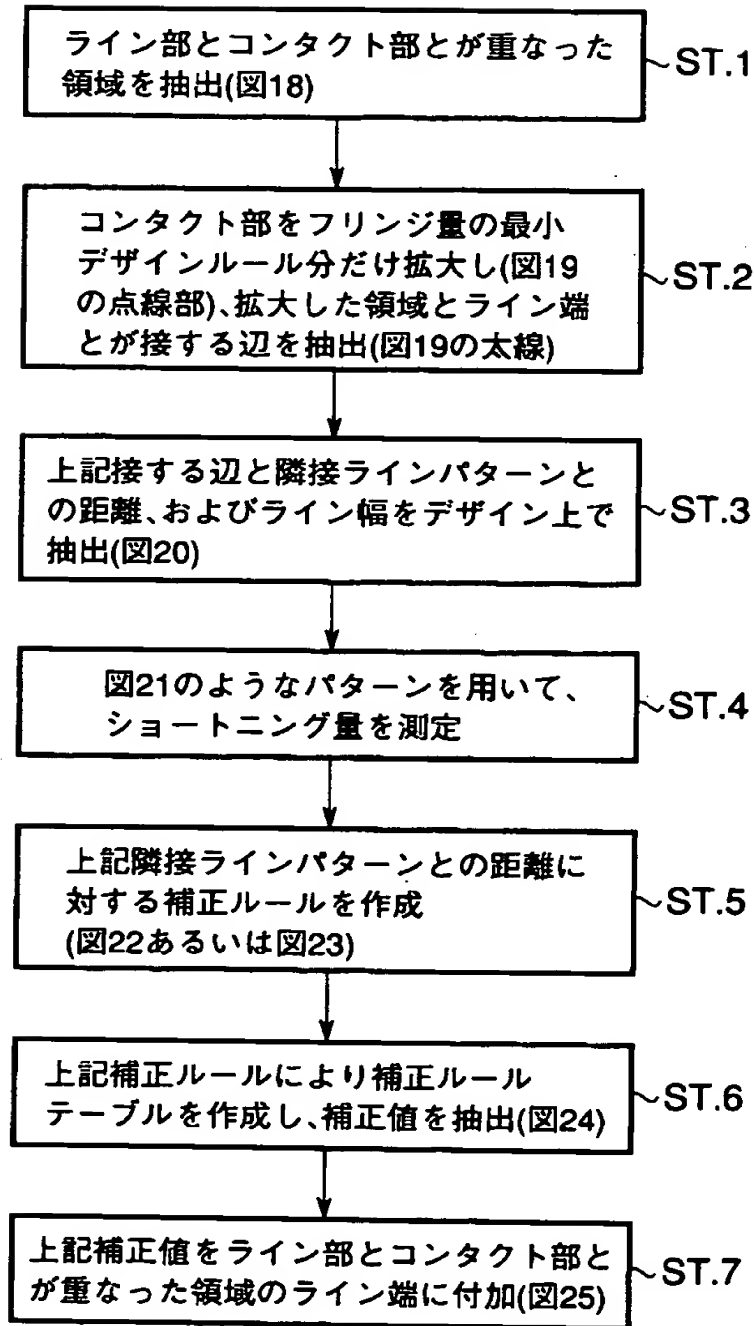 ライン部とコンタクト部とが重なった
領域を抽出(図18)
ST.1
コンタクト部をフリンジ量の最小
デザインルール分だけ拡大し(図19
の点線部)、拡大した領域とライン端
とが接する辺を抽出(図19の太線)
ST.2
上記接する辺と隣接ラインパターンと
の距離、およびライン幅をデザイン上で
抽出(図20)
ST.3
図21のようなパターンを用いて、
ショートニング量を測定
ST.4
上記隣接ラインパターンとの距離に
対する補正ルールを作成
(図22あるいは図23)
ST.5
上記補正ルールにより補正ルール
テーブルを作成し、補正値を抽出(図24)
ST.6
上記補正値をライン部とコンタクト部と
が重なった領域のライン端に付加(図25)
ST.7